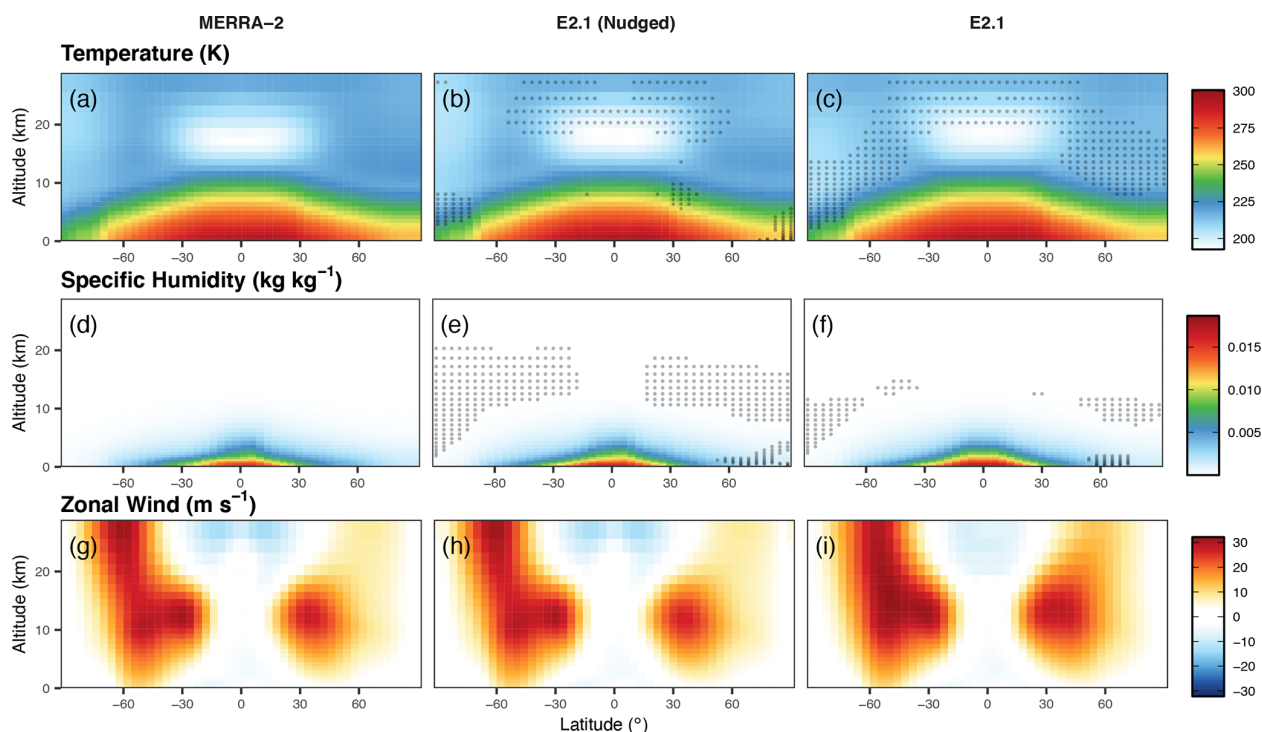 MERRA−2 E2.1 (Nudged) E2.1
Temperature (K)
(a) (b) (c)
Altitude (km)
20
10
0
−60 −30 0 30 60 −60 −30 0 30 60 −60 −30 0 30 60
300
275
250
225
200
Specific Humidity (kg kg⁻¹)
(d) (e) (f)
Altitude (km)
20
10
0
−60 −30 0 30 60 −60 −30 0 30 60 −60 −30 0 30 60
0.015
0.010
0.005
Zonal Wind (m s⁻¹)
(g) (h) (i)
Altitude (km)
20
10
0
−60 −30 0 30 60 −60 −30 0 30 60 −60 −30 0 30 60
30
20
10
0
−10
−20
−30
Latitude (°)